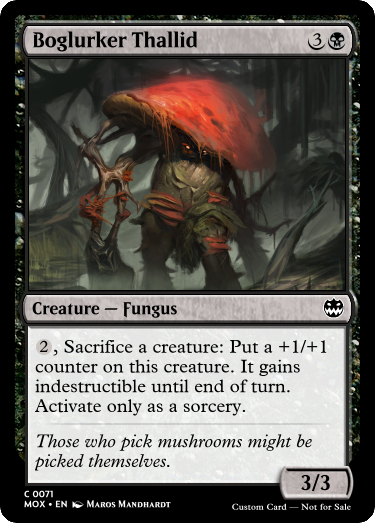 Boglurker Thallid 3
Creature — Fungus
2, Sacrifice a creature: Put a +1/+1
counter on this creature. It gains
indestructible until end of turn.
Activate only as a sorcery.
Those who pick mushrooms might be
picked themselves.
3/3
C 0071
MOX • EN Maros Mandhardt
Custom Card — Not for Sale